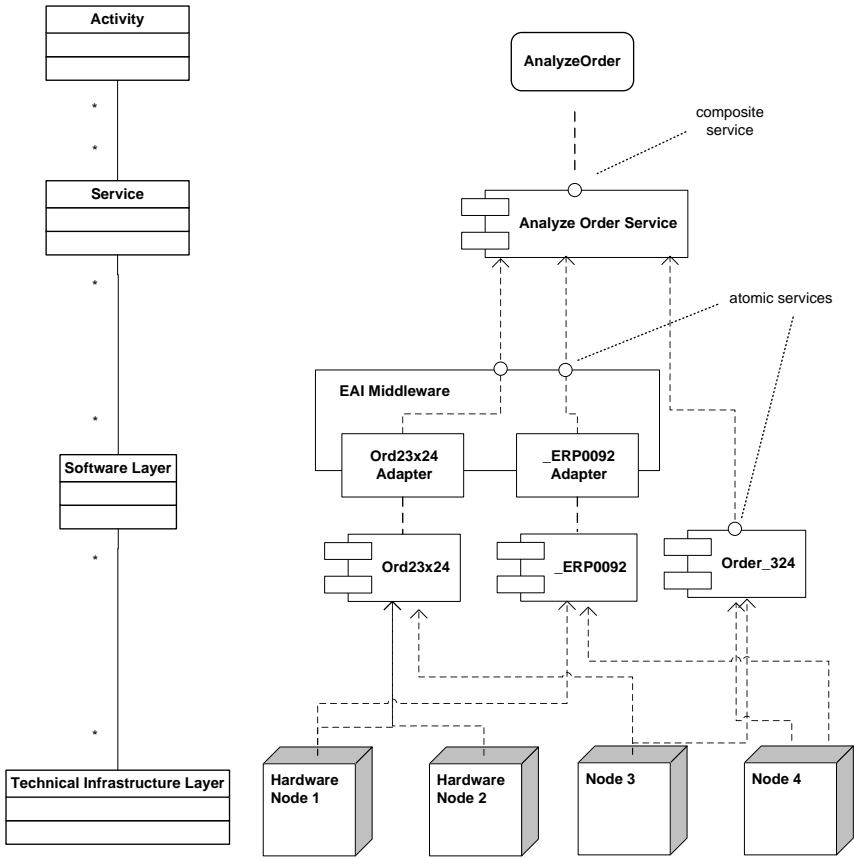 Activity
*
*
Service
*
*
Software Layer
*
*
Technical Infrastructure Layer
AnalyzeOrder
composite
service
Analyze Order Service
atomic services
EAI Middleware
Ord23x24
Adapter
_ERP0092
Adapter
Ord23x24
_ERP0092
Order_324
Hardware
Node 1
Hardware
Node 2
Node 3
Node 4